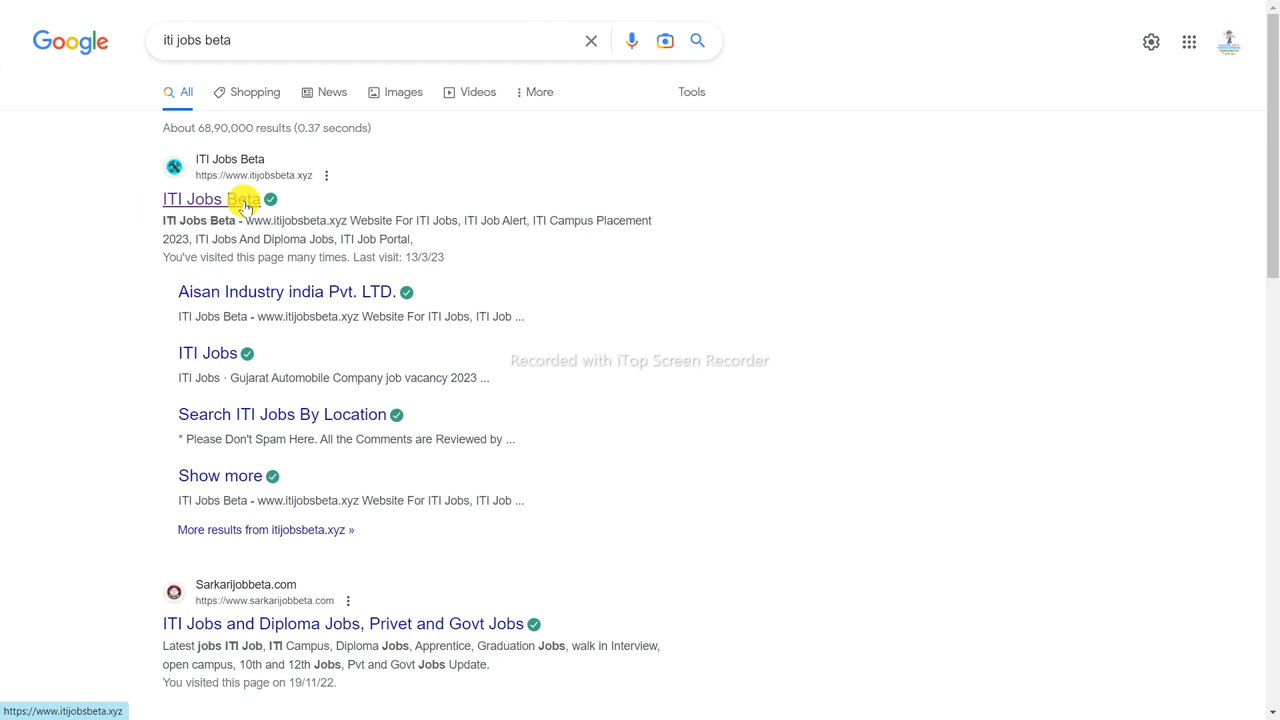 Google
iti jobs beta
All
Shopping
News
Images
Videos
More
Tools
About 68,90,000 results (0.37 seconds)
ITI Jobs Beta
https://www.itijobsbeta.xyz
ITI Jobs Beta
ITI Jobs Beta - www.itijobsbeta.xyz Website For ITI Jobs, ITI Job Alert, ITI Campus Placement
2023, ITI Jobs And Diploma Jobs, ITI Job Portal,
You've visited this page many times. Last visit: 13/3/23
Aisan Industry india Pvt. LTD.
ITI Jobs Beta - www.itijobsbeta.xyz Website For ITI Jobs, ITI Job ...
ITI Jobs
ITI Jobs · Gujarat Automobile Company job vacancy 2023 ...
Recorded with iTop Screen Recorder
Search ITI Jobs By Location
* Please Don't Spam Here. All the Comments are Reviewed by ...
Show more
ITI Jobs Beta - www.itijobsbeta.xyz Website For ITI Jobs, ITI Job ...
More results from itijobsbeta.xyz »
Sarkarijobbeta.com
https://www.sarkarijobbeta.com
ITI Jobs and Diploma Jobs, Privet and Govt Jobs
Latest jobs ITI Job, ITI Campus, Diploma Jobs, Apprentice, Graduation Jobs, walk in Interview,
open campus, 10th and 12th Jobs, Pvt and Govt Jobs Update.
You visited this page on 19/11/22.
https://www.itijobsbeta.xyz